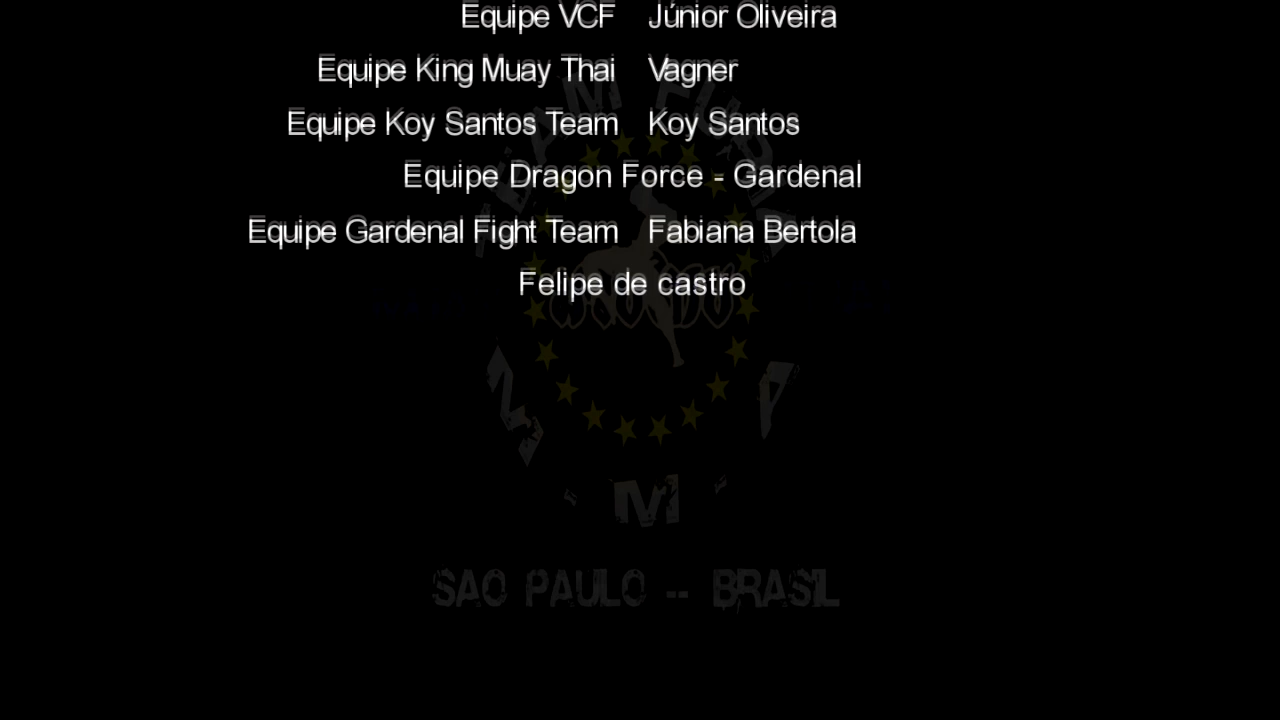 Equipe VCF Júnior Oliveira
Equipe King Muay Thai Vagner
Equipe Koy Santos Team Koy Santos
Equipe Dragon Force - Gardenal
Equipe Gardenal Fight Team Fabiana Bertola
Felipe de castro
TEAM
M
SAO PAULO -- BRASIL